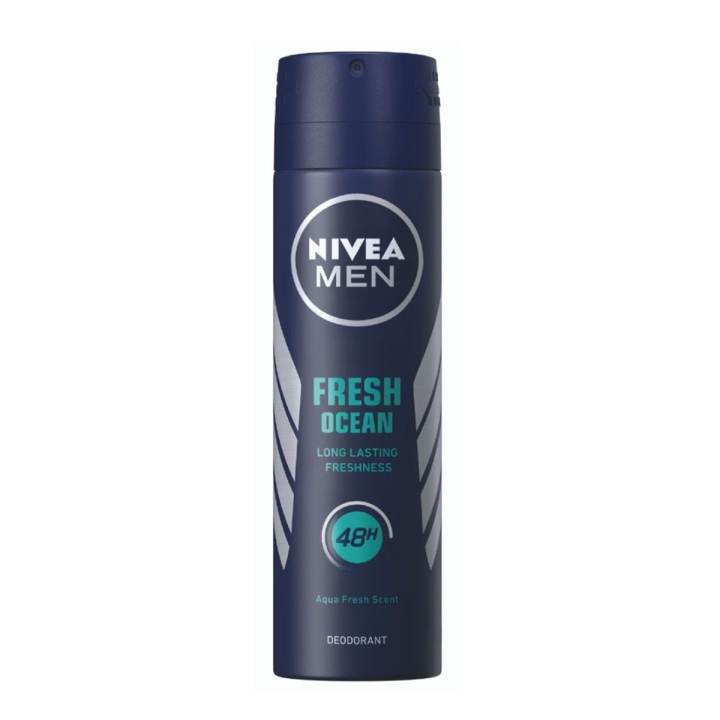 NIVEA
MEN
FRESH
OCEAN
LONG LASTING
FRESHNESS
48H
Aqua Fresh Scent
DEODORANT